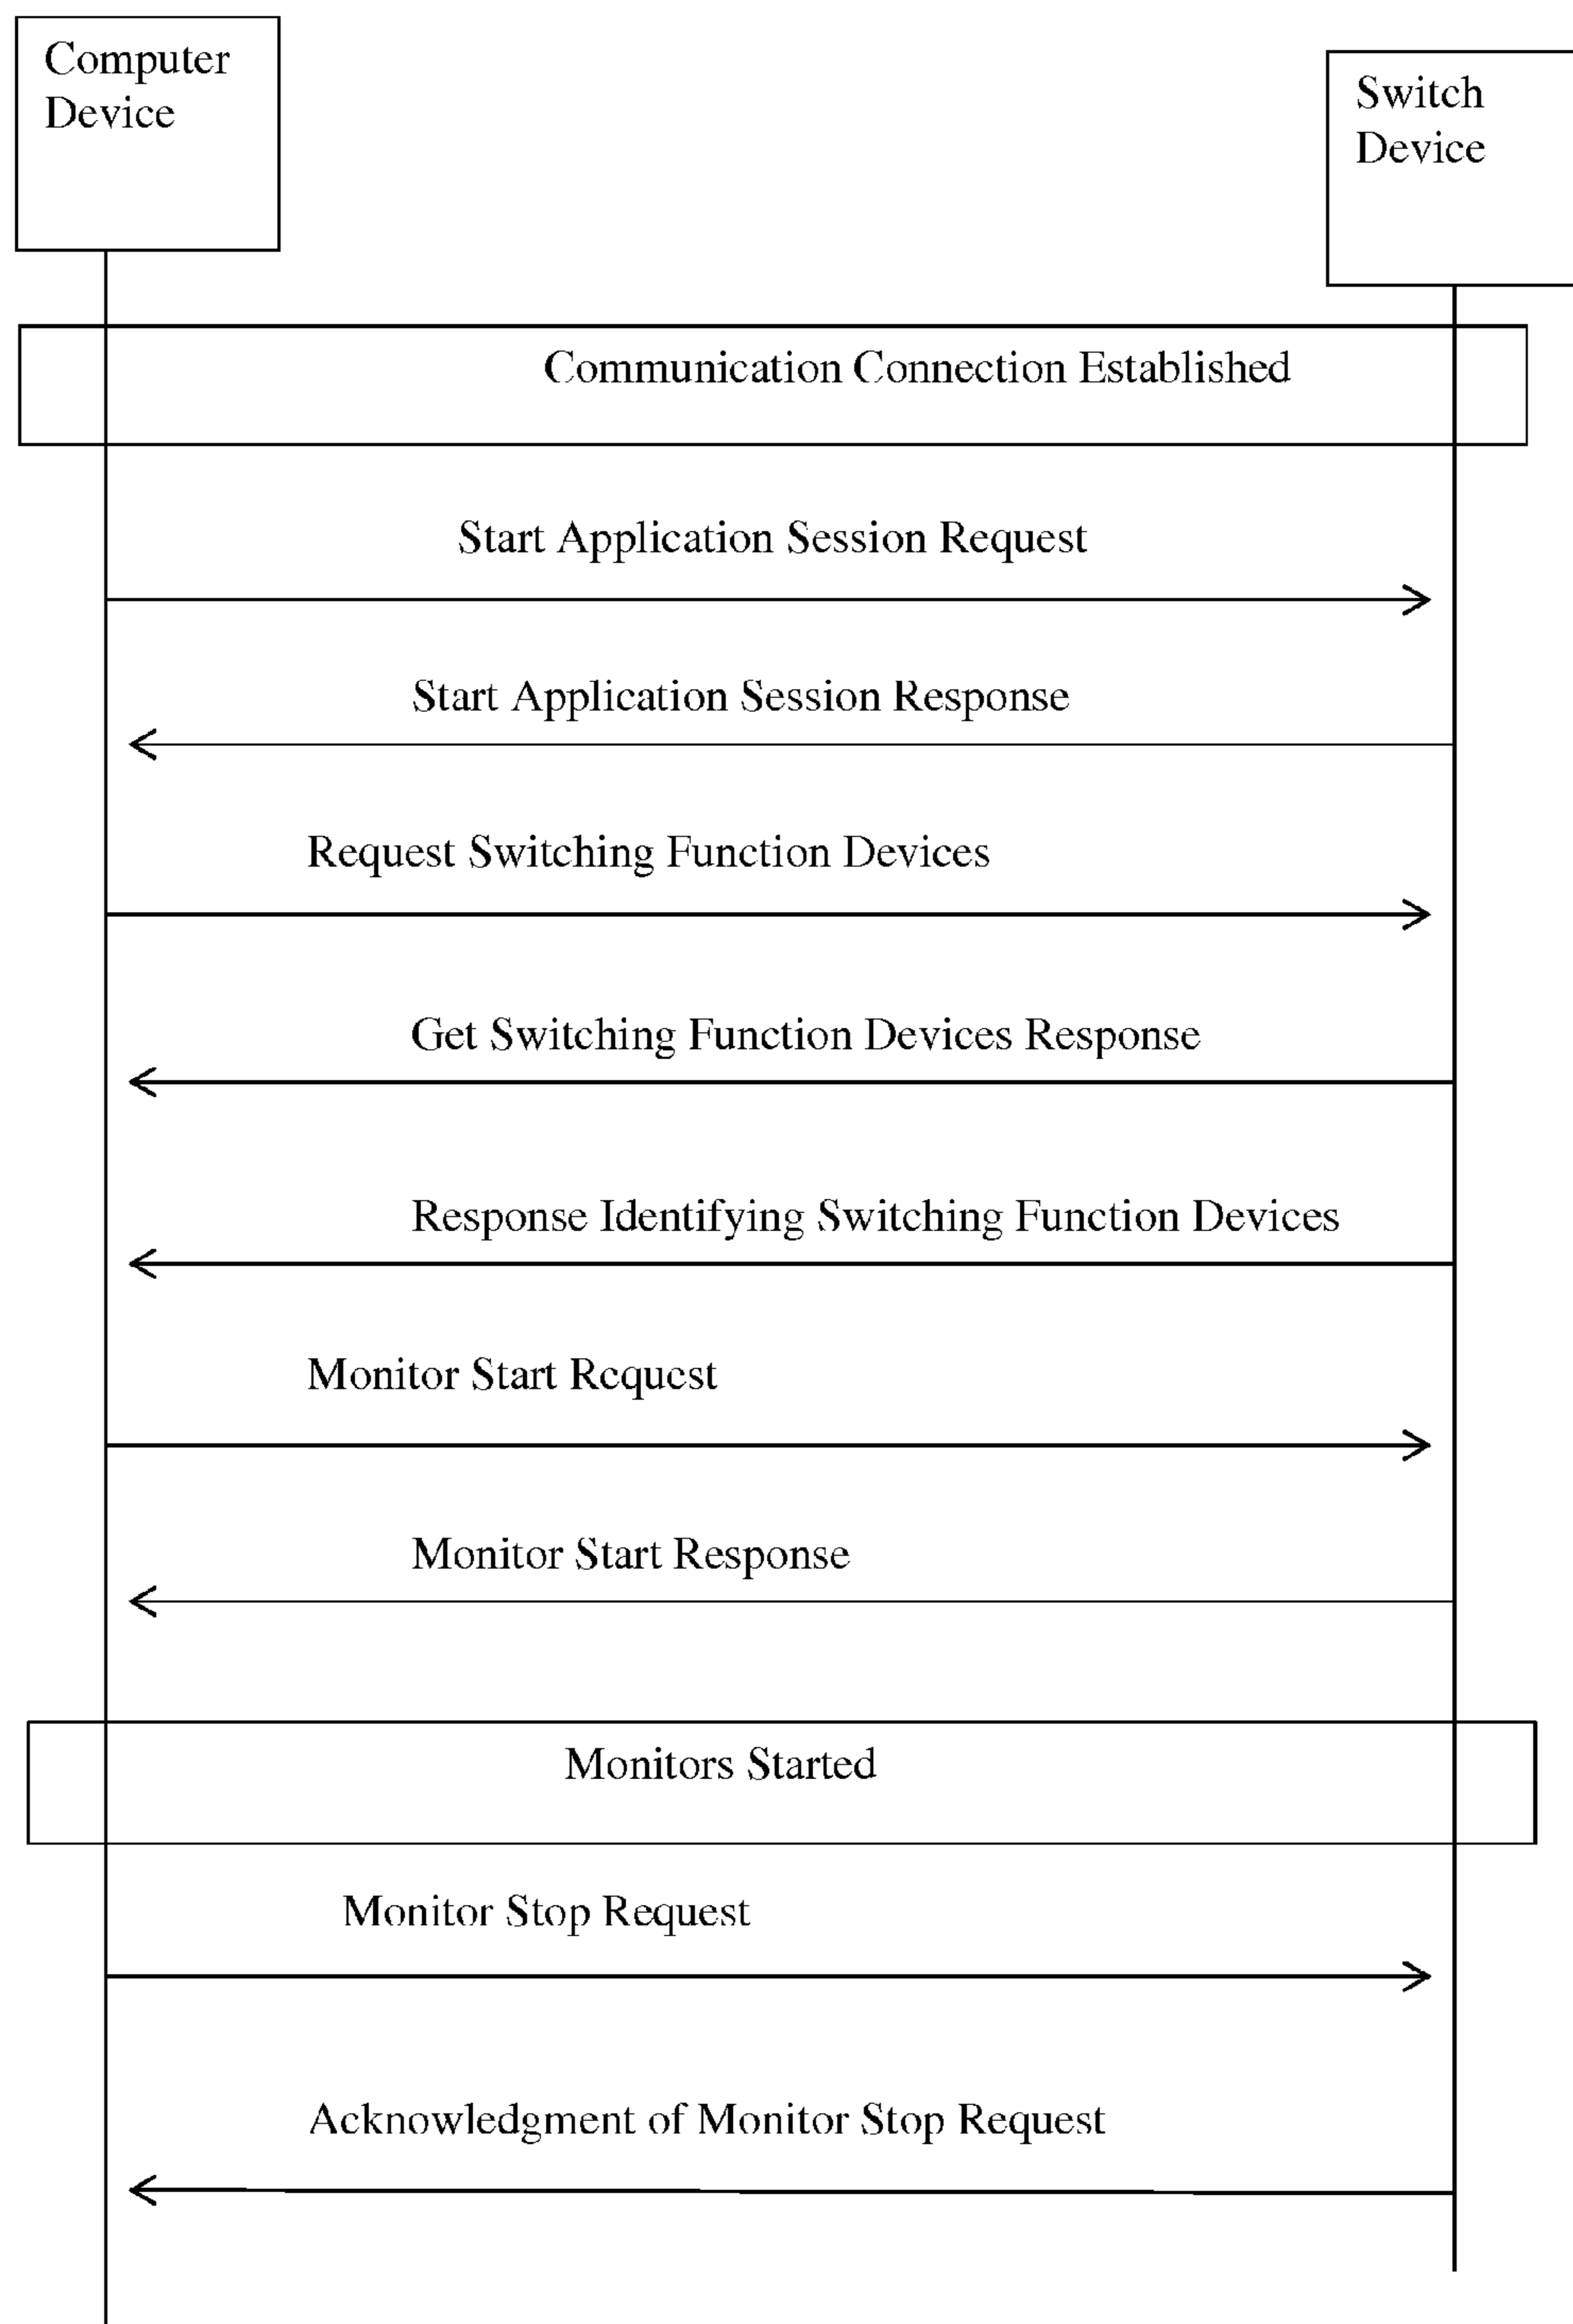 Computer
Device
Switch
Device
Communication Connection Established
Start Application Session Request
Start Application Session Response
Request Switching Function Devices
Get Switching Function Devices Response
Response Identifying Switching Function Devices
Monitor Start Request
Monitor Start Response
Monitors Started
Monitor Stop Request
Acknowledgment of Monitor Stop Request